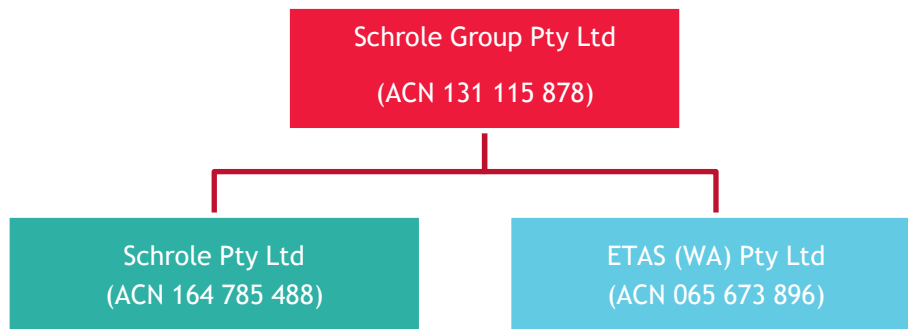 Schrole Group Pty Ltd
(ACN 131 115 878)
Schrole Pty Ltd
(ACN 164 785 488)
ETAS (WA) Pty Ltd
(ACN 065 673 896)